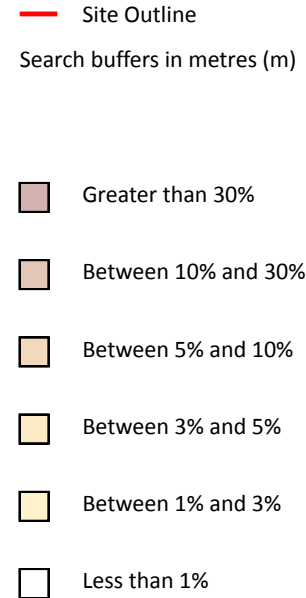 Site Outline
Search buffers in metres (m)
Greater than 30%
Between 10% and 30%
Between 5% and 10%
Between 3% and 5%
Between 1% and 3%
Less than 1%